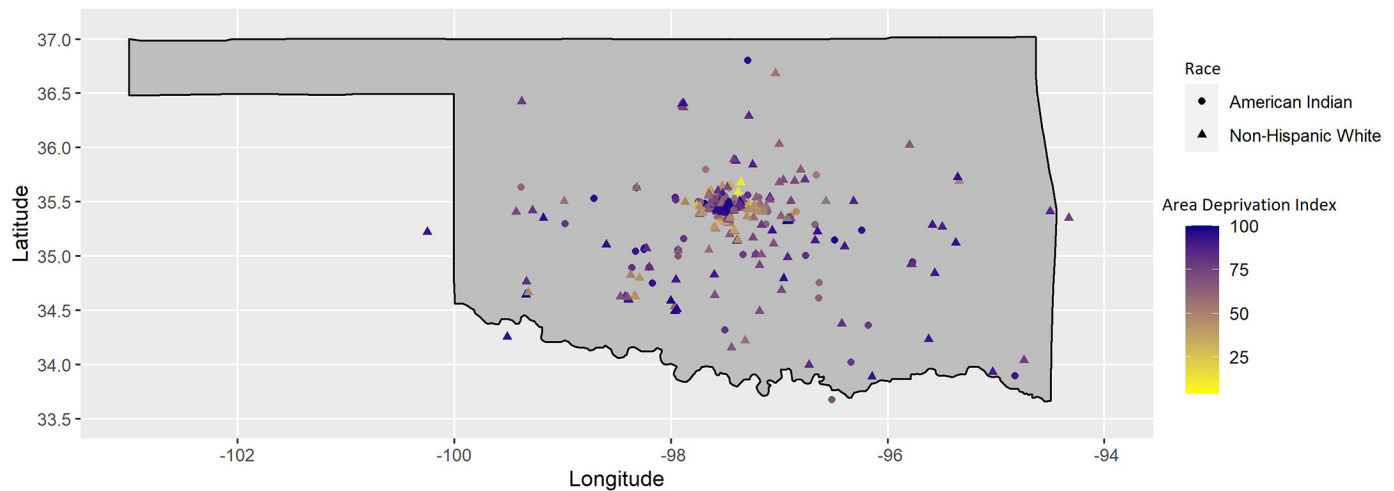 37.0
36.5
36.0
35.5
35.0
34.5
34.0
33.5
Latitude
-102
-100
-98
-96
-94
Longitude
Race
American Indian
Non-Hispanic White
Area Deprivation Index
100
75
50
25